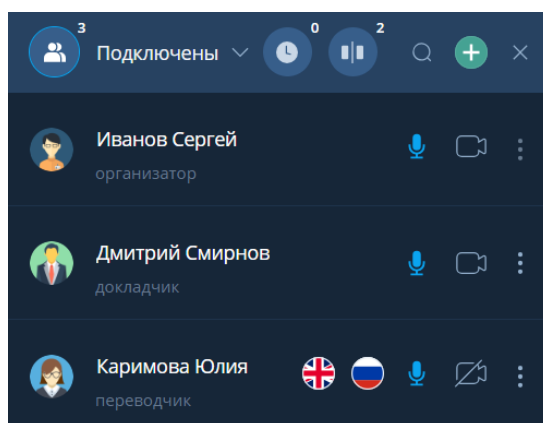 3
Подключены
0
2
Иванов Сергей
организатор
Дмитрий Смирнов
докладчик
Каримова Юлия
переводчик